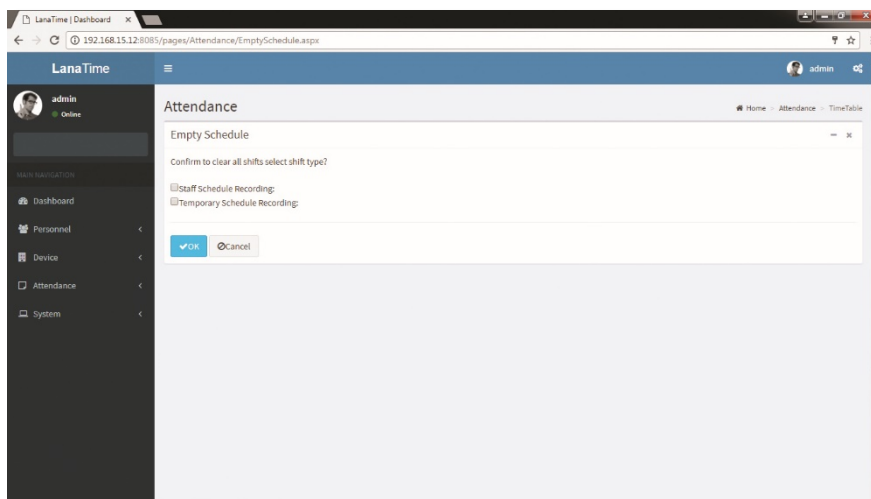 LanaTime | Dashboard
192.168.15.12:8085/pages/Attendance/EmptySchedule.aspx
LanaTime
admin
admin
Online
Attendance
Home > Attendance > TimeTable
Empty Schedule
Confirm to clear all shifts select shift type?
MAIN NAVIGATION
Staff Schedule Recording:
Dashboard
Temporary Schedule Recording:
Personnel
OK
Cancel
Device
Attendance
System